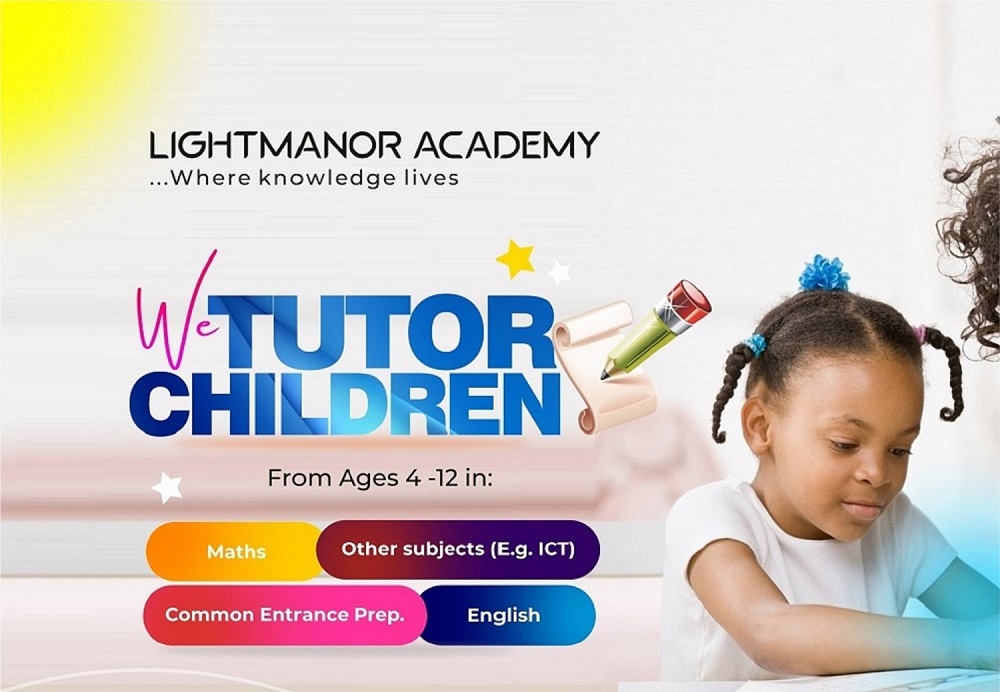 LIGHTMANOR ACADEMY
...Where knowledge lives
We TUTOR
CHILDREN
From Ages 4 -12 in:
Maths
Other subjects (E.g. ICT)
Common Entrance Prep.
English